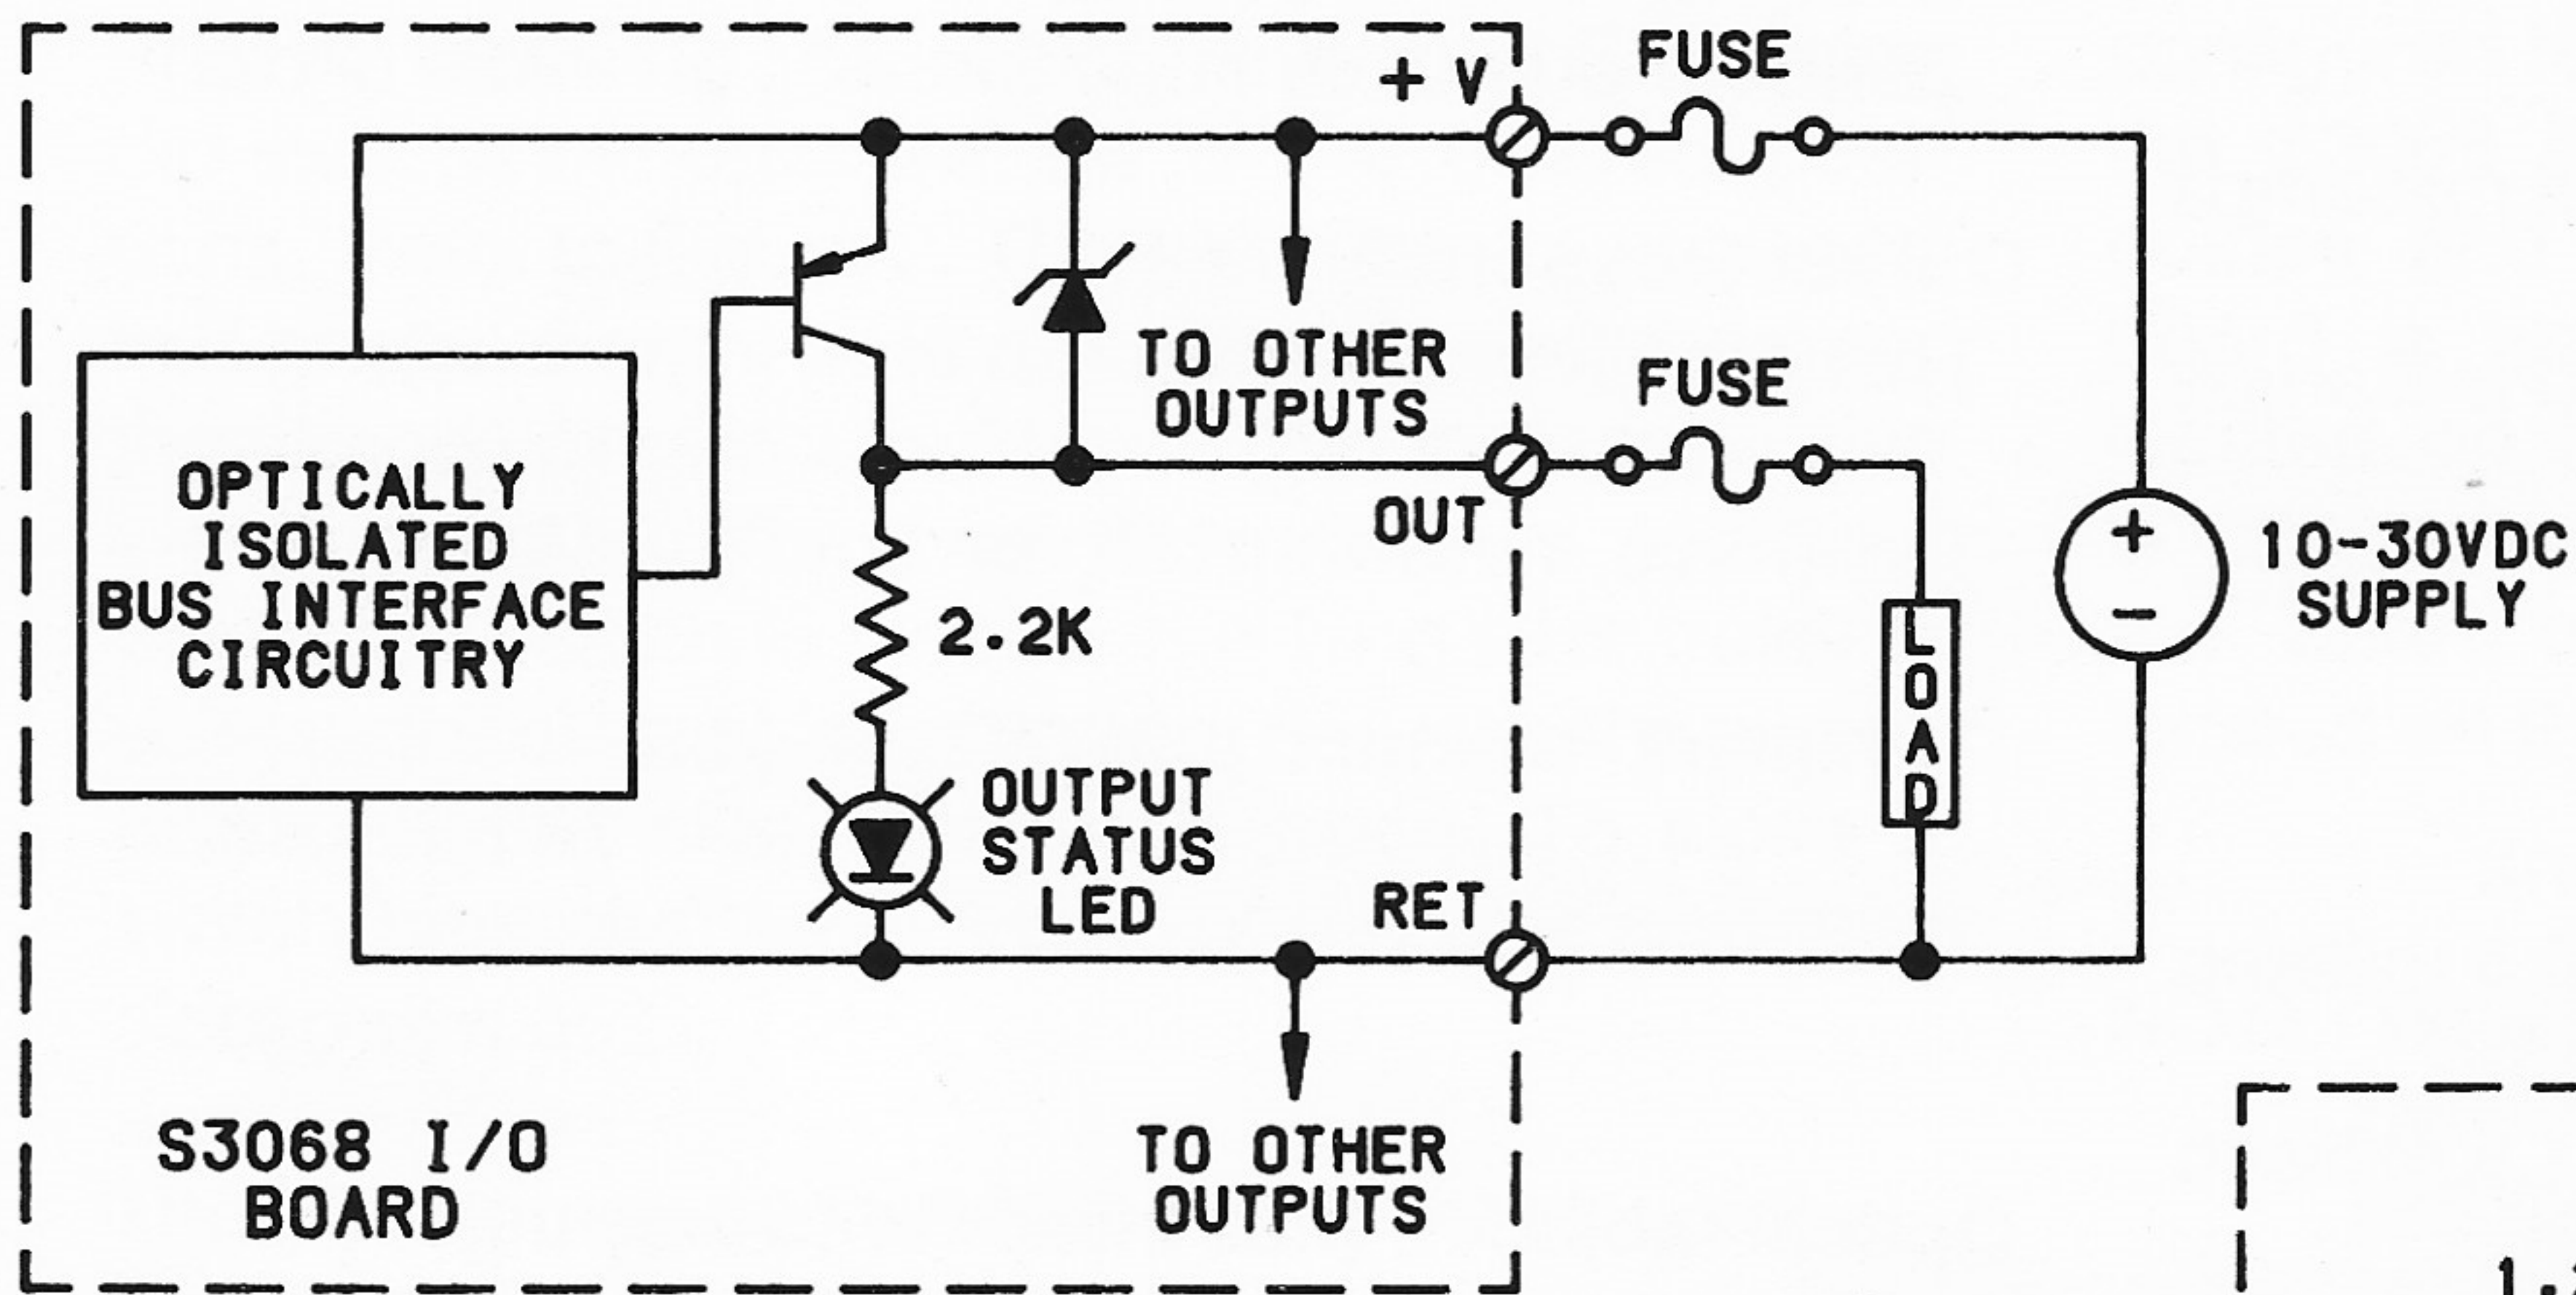 + V
FUSE
TO OTHER
OUTPUTS
FUSE
OUT
OPTICALLY
ISOLATED
BUS INTERFACE
CIRCUITRY
2.2K
+
-
10-30VDC
SUPPLY
LOAD
OUTPUT
STATUS
LED
RET
TO OTHER
OUTPUTS
S3068 I/O
BOARD